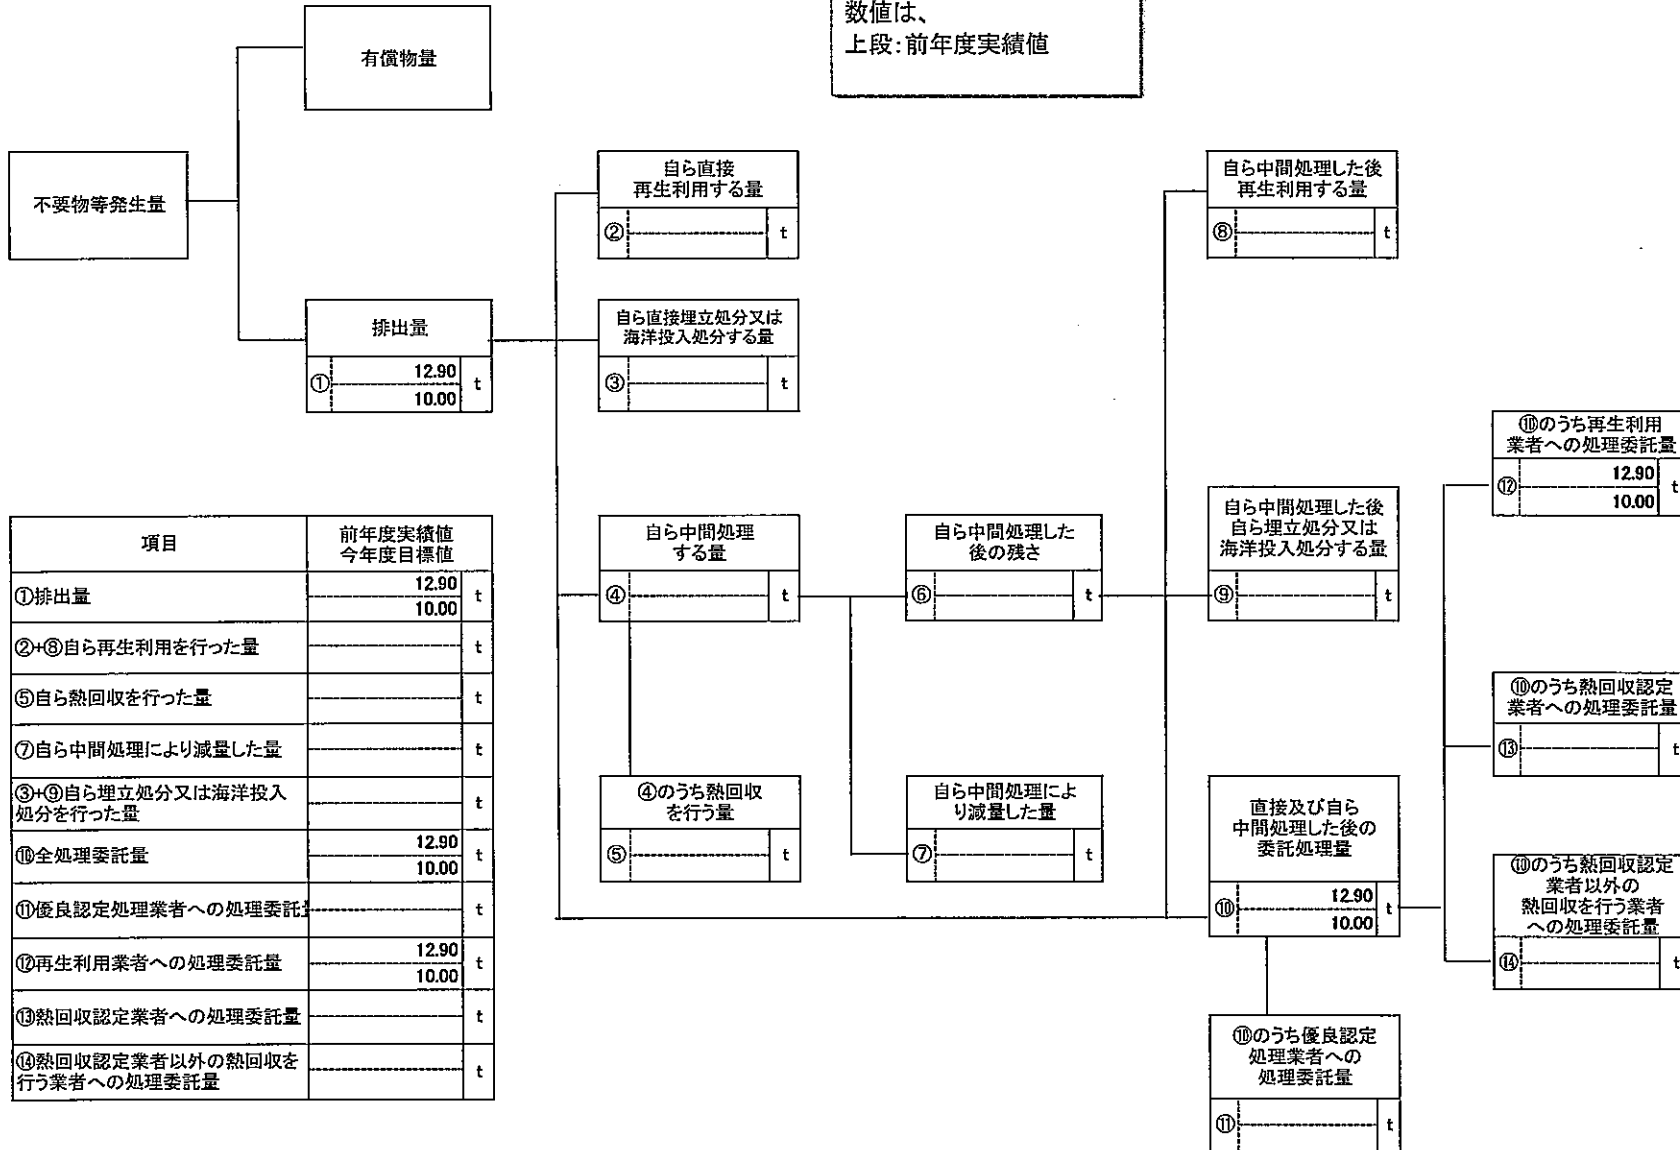 数値は、
上段:前年度実績値
有償物量
不要物等発生量
排出量
① 12.90 t
10.00
自ら直接
再生利用する量
② t
自ら直接埋立処分又は
海洋投入処分する量
③ t
自ら中間処理
する量
④ t
④のうち熱回収
を行う量
⑤ t
自ら中間処理した
後の残さ
⑥ t
自ら中間処理によ
り減量した量
⑦ t
自ら中間処理した後
再生利用する量
⑧ t
自ら中間処理した後
自ら埋立処分又は
海洋投入処分する量
⑨ t
直接及び自ら
中間処理した後の
委託処理量
⑩ 12.90 t
10.00
⑩のうち優良認定
処理業者への
処理委託量
⑪ t
⑩のうち再生利用
業者への処理委託量
⑫ 12.90 t
10.00
⑩のうち熱回収認定
業者への処理委託量
⑬ t
⑩のうち熱回収認定
業者以外の
熱回収を行う業者
への処理委託量
⑭ t
項目 前年度実績値
今年度目標値
①排出量 12.90 t
10.00
②+⑧自ら再生利用を行った量 t
⑤自ら熱回収を行った量 t
⑦自ら中間処理により減量した量 t
③+⑨自ら埋立処分又は海洋投入
処分を行った量 t
⑩全処理委託量 12.90 t
10.00
⑪優良認定処理業者への処理委託 t
⑫再生利用業者への処理委託量 12.90 t
10.00
⑬熱回収認定業者への処理委託量 t
⑭熱回収認定業者以外の熱回収を
行う業者への処理委託量 t